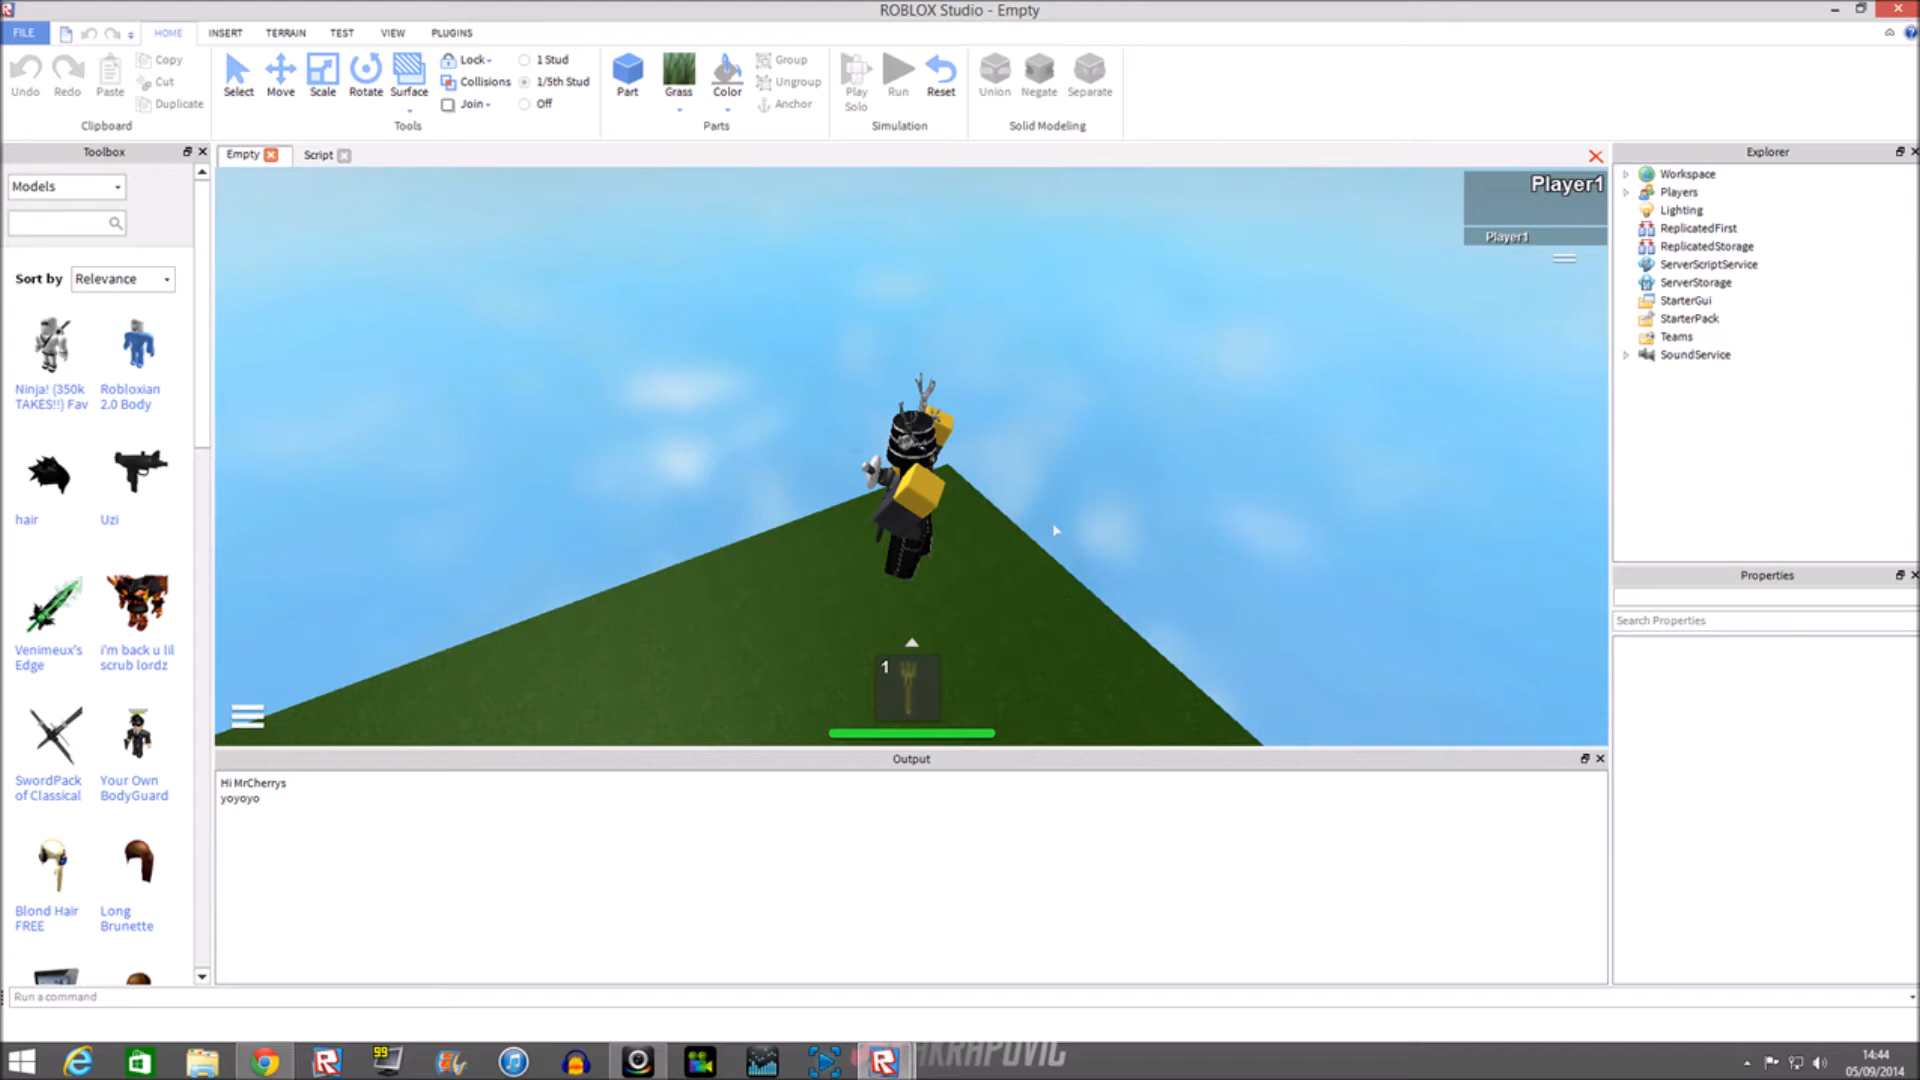 ROBLOX Studio - Empty
FILE HOME INSERT TERRAIN TEST VIEW PLUGINS
Undo Redo Paste Copy Cut Duplicate
Clipboard
Select Move Scale Rotate Surface Lock Collisions Join 1 Stud 1/5th Stud Off
Tools
Part Grass Color Group Ungroup Anchor
Parts
Play Solo Run Reset
Simulation
Union Negate Separate
Solid Modeling
Toolbox
Models
Sort by Relevance
Ninja! (350k TAKES!!) Fav
Robloxian 2.0 Body
hair
Uzi
Venimeux's Edge
i'm back u lil scrub lordz
SwordPack of Classical
Your Own BodyGuard
Blond Hair FREE
Long Brunette
Empty Script
Player1
Player1
1
Output
Hi MrCherrys
yoyoyo
Explorer
Workspace
Players
Lighting
ReplicatedFirst
ReplicatedStorage
ServerScriptService
ServerStorage
StarterGui
StarterPack
Teams
SoundService
Properties
Search Properties
Run a command
99
AKRAPOVIC
14:44
05/09/2014